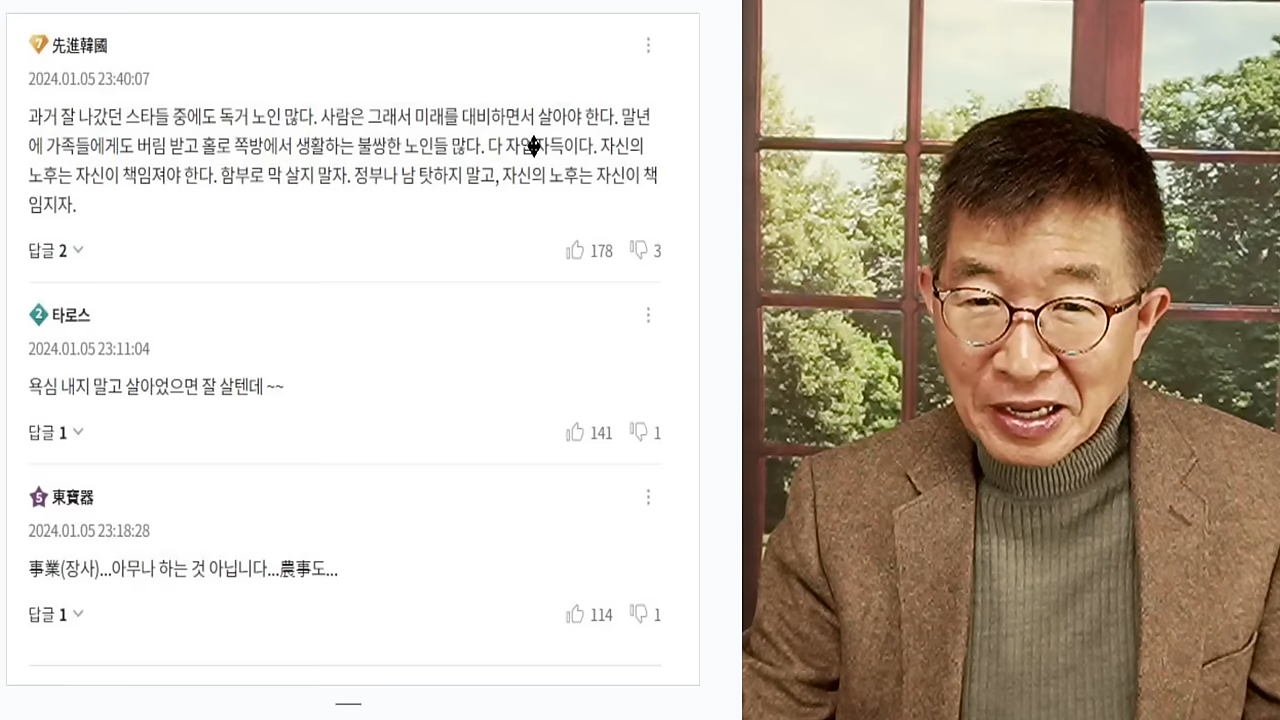 7 先進韓國
2024.01.05 23:40:07
과거 잘 나갔던 스타들 중에도 독거 노인 많다. 사람은 그래서 미래를 대비하면서 살아야 한다. 말년
에 가족들에게도 버림 받고 홀로 쪽방에서 생활하는 불쌍한 노인들 많다. 다 자업자득이다. 자신의
노후는 자신이 책임져야 한다. 함부로 막 살지 말자. 정부나 남 탓하지 말고, 자신의 노후는 자신이 책
임지자.
답글 2 178 3
2 타로스
2024.01.05 23:11:04
욕심 내지 말고 살아었으면 잘 살텐데 ~~
답글 1 141 1
5 東寶器
2024.01.05 23:18:28
事業(장사)...아무나 하는 것 아닙니다...農事도...
답글 1 114 1